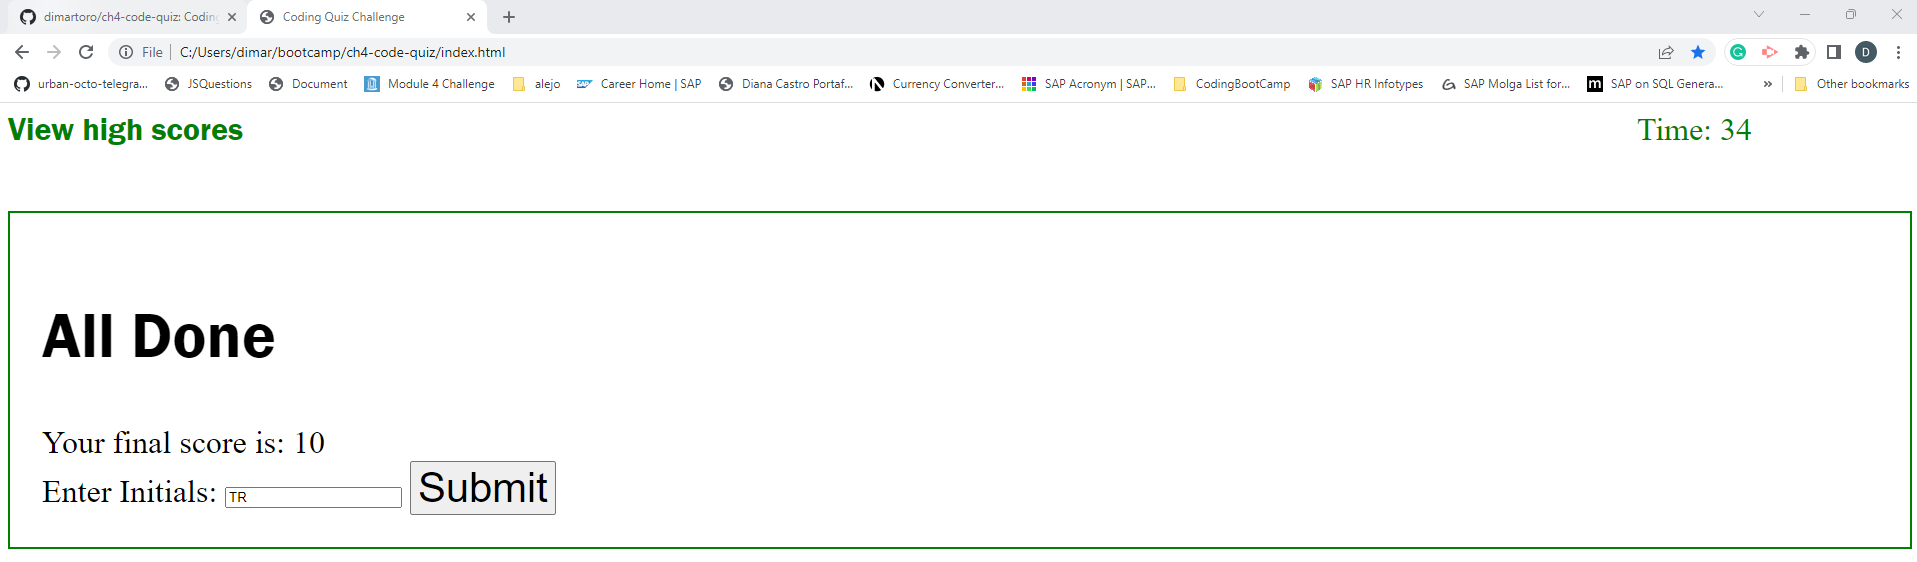 dimartoro/ch4-code-quiz: Codin
Coding Quiz Challenge
File | C:/Users/dimar/bootcamp/ch4-code-quiz/index.html
D
urban-octo-telegra... JSQuestions Document Module 4 Challenge alejo SAP Career Home | SAP Diana Castro Portaf... Currency Converter... SAP Acronym | SAP... CodingBootCamp SAP HR Infotypes SAP Molga List for... m SAP on SQL Genera... » Other bookmarks
View high scores
Time: 34
All Done
Your final score is: 10
Enter Initials: TR Submit